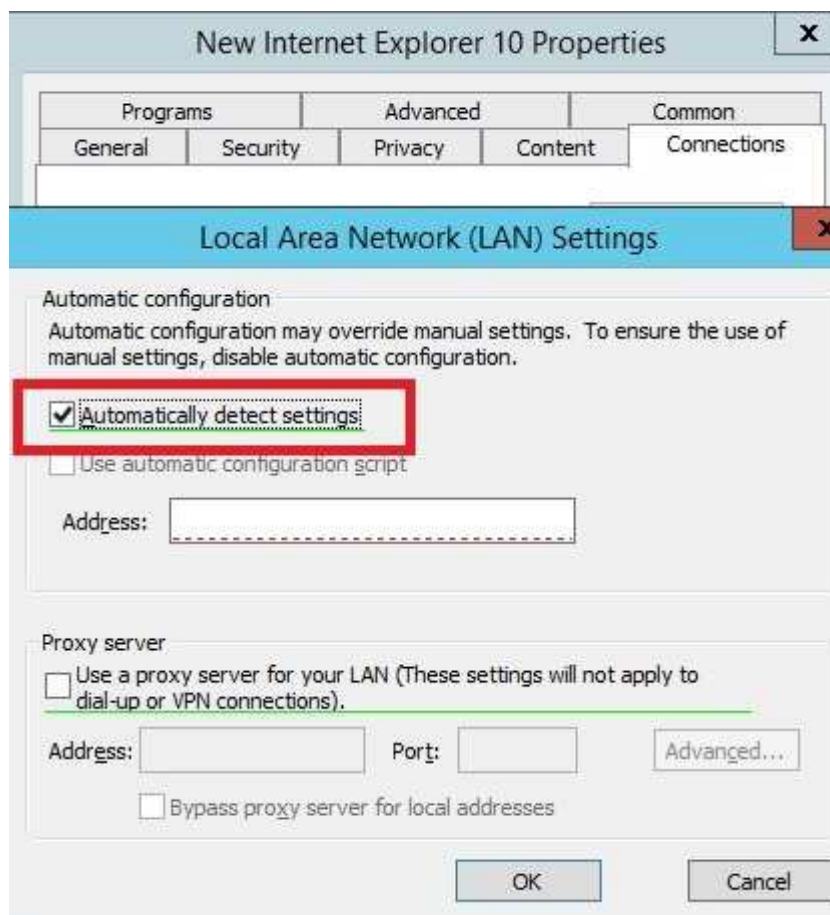 New Internet Explorer 10 Properties
x
Programs Advanced Common
General Security Privacy Content Connections
Local Area Network (LAN) Settings
x
Automatic configuration
Automatic configuration may override manual settings. To ensure the use of
manual settings, disable automatic configuration.
Automatically detect settings
Use automatic configuration script
Address:
Proxy server
Use a proxy server for your LAN (These settings will not apply to
dial-up or VPN connections).
Address: Port: Advanced...
Bypass proxy server for local addresses
OK Cancel